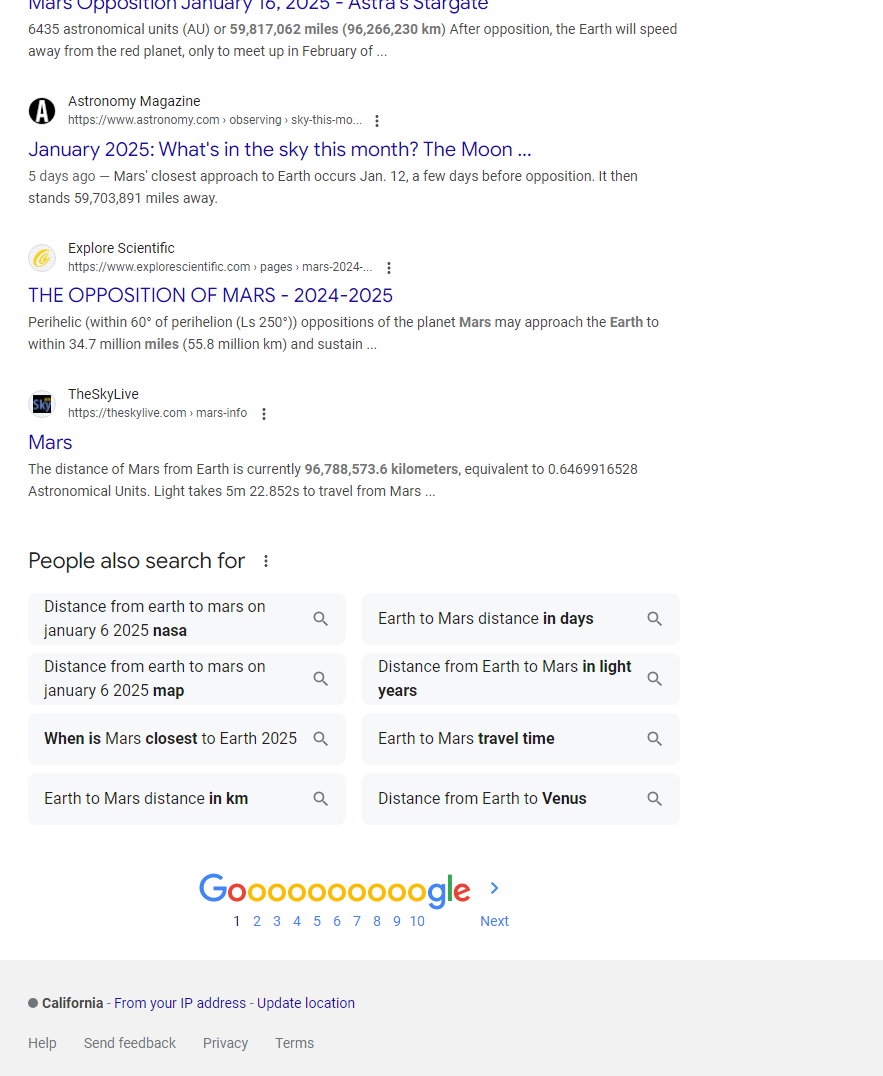 Mars Opposition January 16, 2025 - Astra's Stargate
6435 astronomical units (AU) or 59,817,062 miles (96,266,230 km) After opposition, the Earth will speed
away from the red planet, only to meet up in February of ...
A
Astronomy Magazine
https://www.astronomy.com › observing › sky-this-mo...
January 2025: What's in the sky this month? The Moon ...
5 days ago — Mars' closest approach to Earth occurs Jan. 12, a few days before opposition. It then
stands 59,703,891 miles away.
Explore Scientific
https://www.explorescientific.com › pages › mars-2024-...
THE OPPOSITION OF MARS - 2024-2025
Perihelic (within 60° of perihelion (Ls 250°)) oppositions of the planet Mars may approach the Earth to
within 34.7 million miles (55.8 million km) and sustain ...
Sky
TheSkyLive
https://theskylive.com › mars-info
Mars
The distance of Mars from Earth is currently 96,788,573.6 kilometers, equivalent to 0.6469916528
Astronomical Units. Light takes 5m 22.852s to travel from Mars ...
People also search for
Distance from earth to mars on
january 6 2025 nasa
Earth to Mars distance in days
Distance from earth to mars on
january 6 2025 map
Distance from Earth to Mars in light
years
When is Mars closest to Earth 2025
Earth to Mars travel time
Earth to Mars distance in km
Distance from Earth to Venus
Goooooooooogle
1 2 3 4 5 6 7 8 9 10 Next
California - From your IP address - Update location
Help Send feedback Privacy Terms